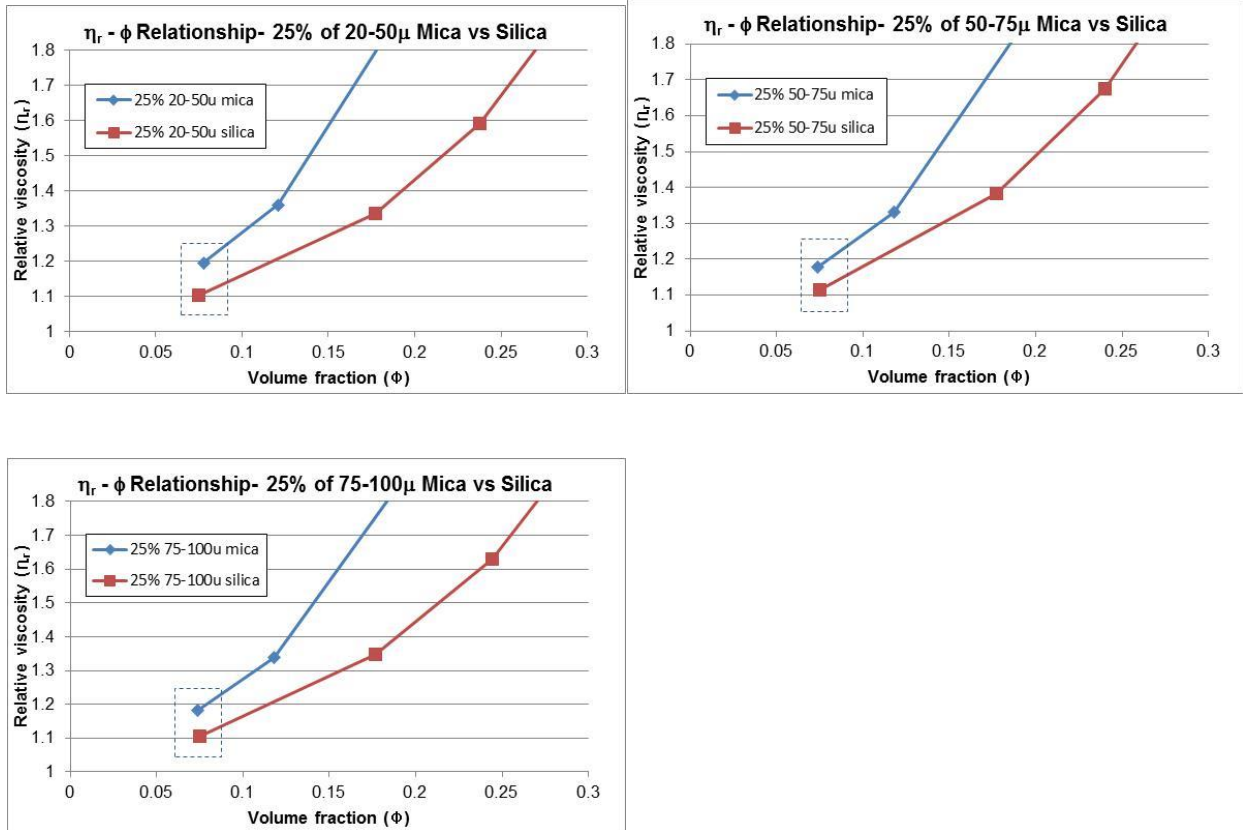 ηr - ϕ Relationship- 25% of 20-50µ Mica vs Silica
Relative viscosity (ηr)
1.8
1.7
1.6
1.5
1.4
1.3
1.2
1.1
1
25% 20-50u mica
25% 20-50u silica
0 0.05 0.1 0.15 0.2 0.25 0.3
Volume fraction (Φ)
ηr - ϕ Relationship- 25% of 50-75µ Mica vs Silica
Relative viscosity (ηr)
1.8
1.7
1.6
1.5
1.4
1.3
1.2
1.1
1
25% 50-75u mica
25% 50-75u silica
0 0.05 0.1 0.15 0.2 0.25 0.3
Volume fraction (Φ)
ηr - ϕ Relationship- 25% of 75-100µ Mica vs Silica
Relative viscosity (ηr)
1.8
1.7
1.6
1.5
1.4
1.3
1.2
1.1
1
25% 75-100u mica
25% 75-100u silica
0 0.05 0.1 0.15 0.2 0.25 0.3
Volume fraction (Φ)